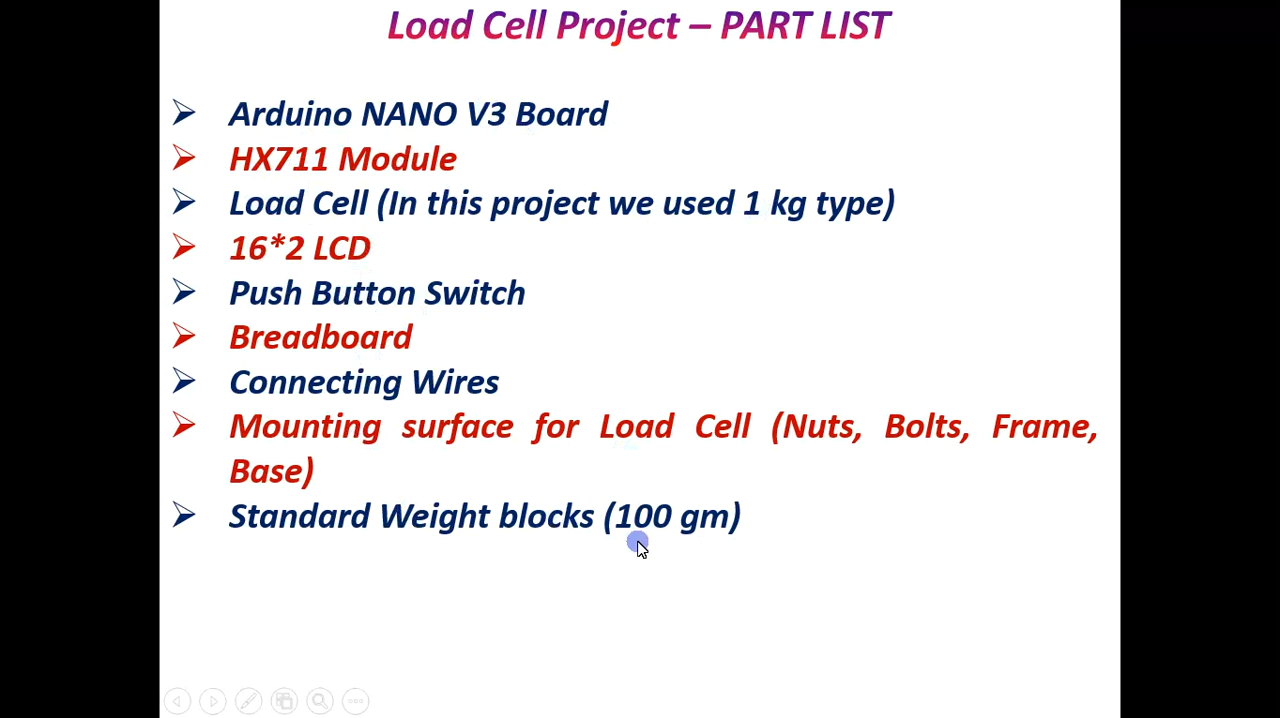 Load Cell Project – PART LIST
Arduino NANO V3 Board
HX711 Module
Load Cell (In this project we used 1 kg type)
16*2 LCD
Push Button Switch
Breadboard
Connecting Wires
Mounting surface for Load Cell (Nuts, Bolts, Frame,
Base)
Standard Weight blocks (100 gm)